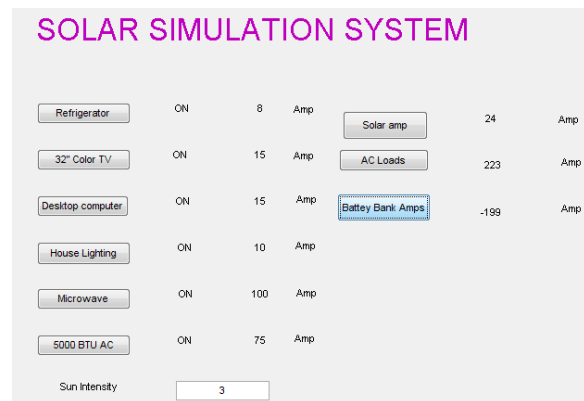 SOLAR SIMULATION SYSTEM
Refrigerator ON 8 Amp
Solar amp 24 Amp
32" Color TV ON 15 Amp
AC Loads 223 Amp
Desktop computer ON 15 Amp
Battey Bank Amps -199 Amp
House Lighting ON 10 Amp
Microwave ON 100 Amp
5000 BTU AC ON 75 Amp
Sun Intensity 3